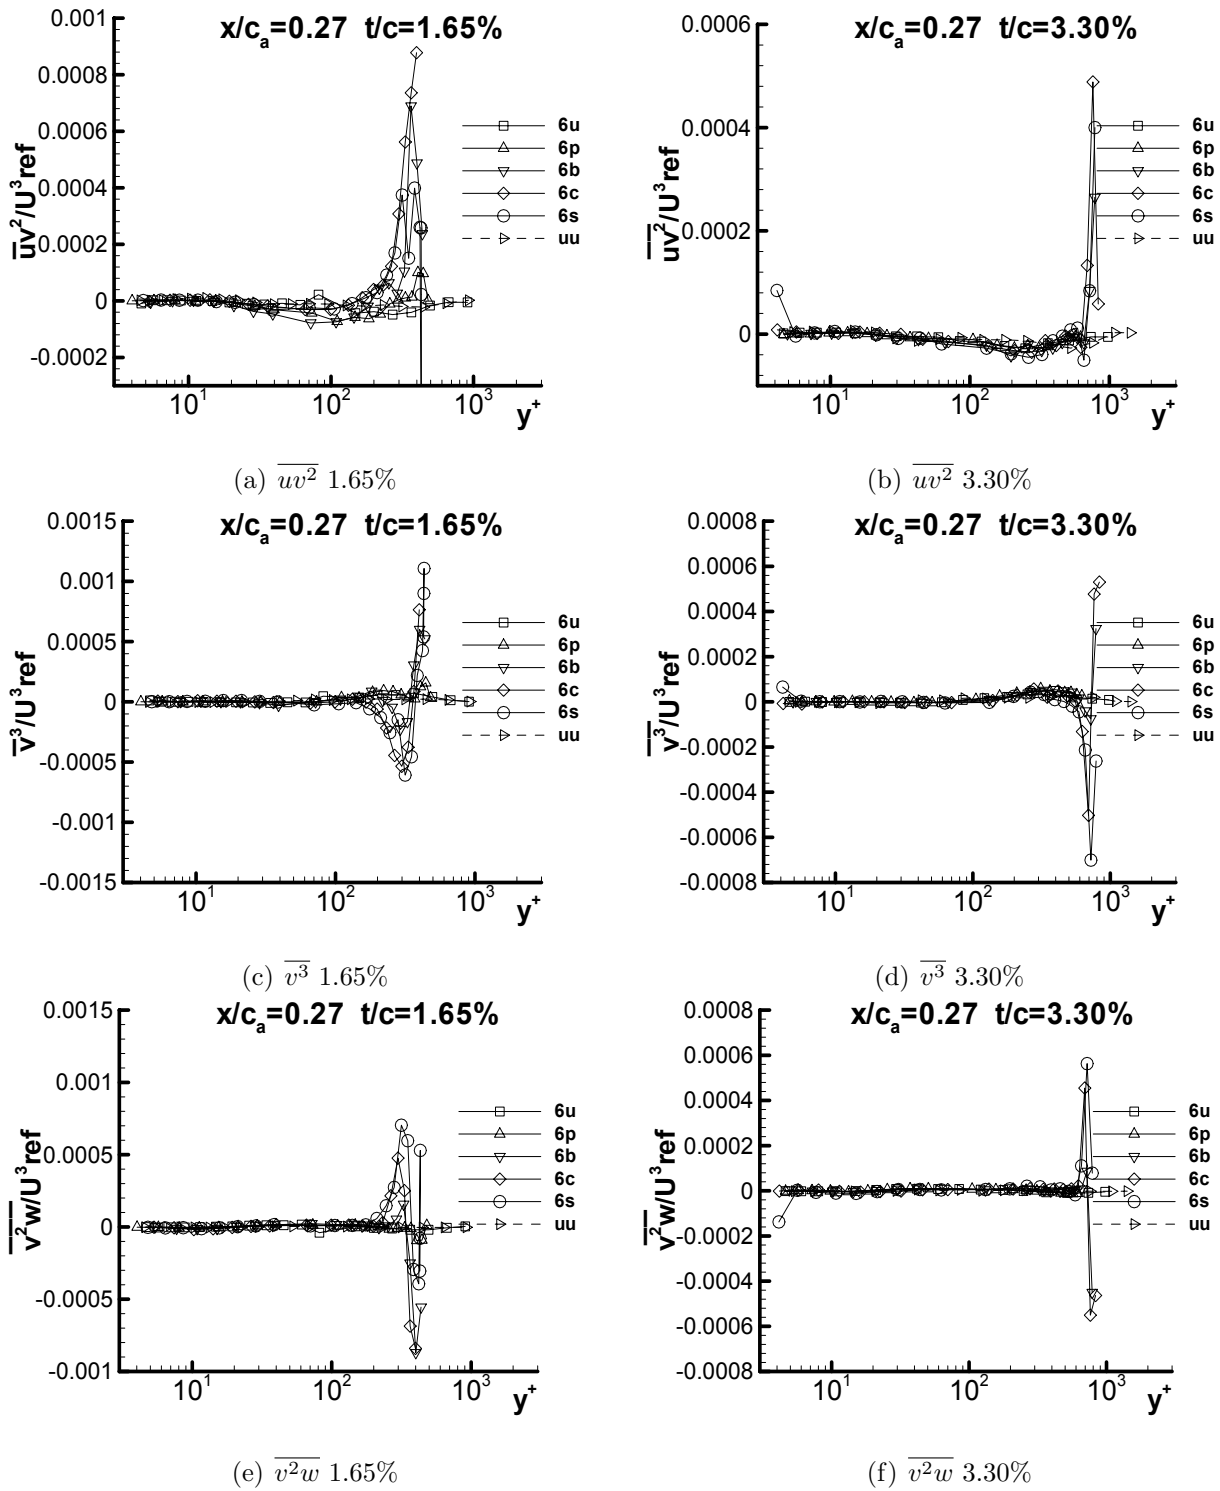 x/ca=0.27 t/c=1.65%
0.001
0.0008
0.0006
0.0004
0.0002
0
-0.0002
uv²/U³ref
10¹ 10² 10³
y⁺
6u
6p
6b
6c
6s
uu
(a) uv² 1.65%
x/ca=0.27 t/c=3.30%
0.0006
0.0004
0.0002
0
uv²/U³ref
10¹ 10² 10³
y⁺
6u
6p
6b
6c
6s
uu
(b) uv² 3.30%
x/ca=0.27 t/c=1.65%
0.0015
0.001
0.0005
0
-0.0005
-0.001
-0.0015
v³/U³ref
10¹ 10² 10³
y⁺
6u
6p
6b
6c
6s
uu
(c) v³ 1.65%
x/ca=0.27 t/c=3.30%
0.0008
0.0006
0.0004
0.0002
0
-0.0002
-0.0004
-0.0006
-0.0008
v³/U³ref
10¹ 10² 10³
y⁺
6u
6p
6b
6c
6s
uu
(d) v³ 3.30%
x/ca=0.27 t/c=1.65%
0.0015
0.001
0.0005
0
-0.0005
-0.001
v²w/U³ref
10¹ 10² 10³
y⁺
6u
6p
6b
6c
6s
uu
(e) v²w 1.65%
x/ca=0.27 t/c=3.30%
0.0008
0.0006
0.0004
0.0002
0
-0.0002
-0.0004
-0.0006
-0.0008
v²w/U³ref
10¹ 10² 10³
y⁺
6u
6p
6b
6c
6s
uu
(f) v²w 3.30%